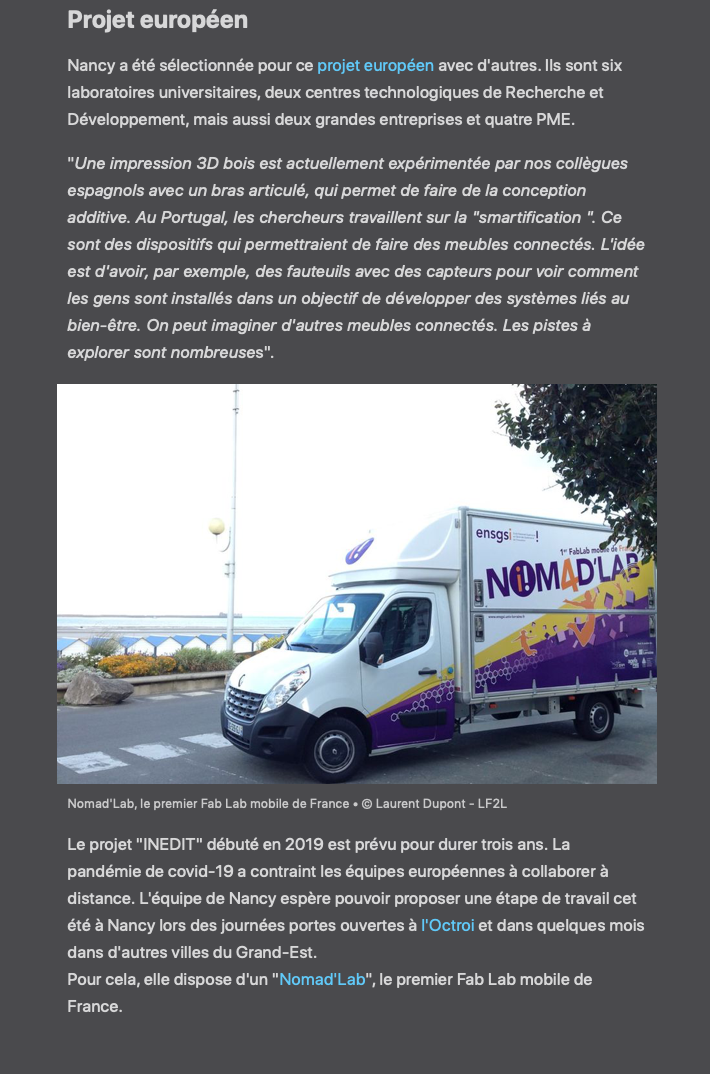 Projet européen
Nancy a été sélectionnée pour ce projet européen avec d'autres. Ils sont six
laboratoires universitaires, deux centres technologiques de Recherche et
Développement, mais aussi deux grandes entreprises et quatre PME.
"Une impression 3D bois est actuellement expérimentée par nos collègues
espagnols avec un bras articulé, qui permet de faire de la conception
additive. Au Portugal, les chercheurs travaillent sur la "smartification ". Ce
sont des dispositifs qui permettraient de faire des meubles connectés. L'idée
est d'avoir, par exemple, des fauteuils avec des capteurs pour voir comment
les gens sont installés dans un objectif de développer des systèmes liés au
bien-être. On peut imaginer d'autres meubles connectés. Les pistes à
explorer sont nombreuses".
ensgsi
1er FabLab mobile de
NOM4D'LAB
Nomad'Lab, le premier Fab Lab mobile de France • © Laurent Dupont - LF2L
Le projet "INEDIT" débuté en 2019 est prévu pour durer trois ans. La
pandémie de covid-19 a contraint les équipes européennes à collaborer à
distance. L'équipe de Nancy espère pouvoir proposer une étape de travail cet
été à Nancy lors des journées portes ouvertes à l'Octroi et dans quelques mois
dans d'autres villes du Grand-Est.
Pour cela, elle dispose d'un "Nomad'Lab", le premier Fab Lab mobile de
France.